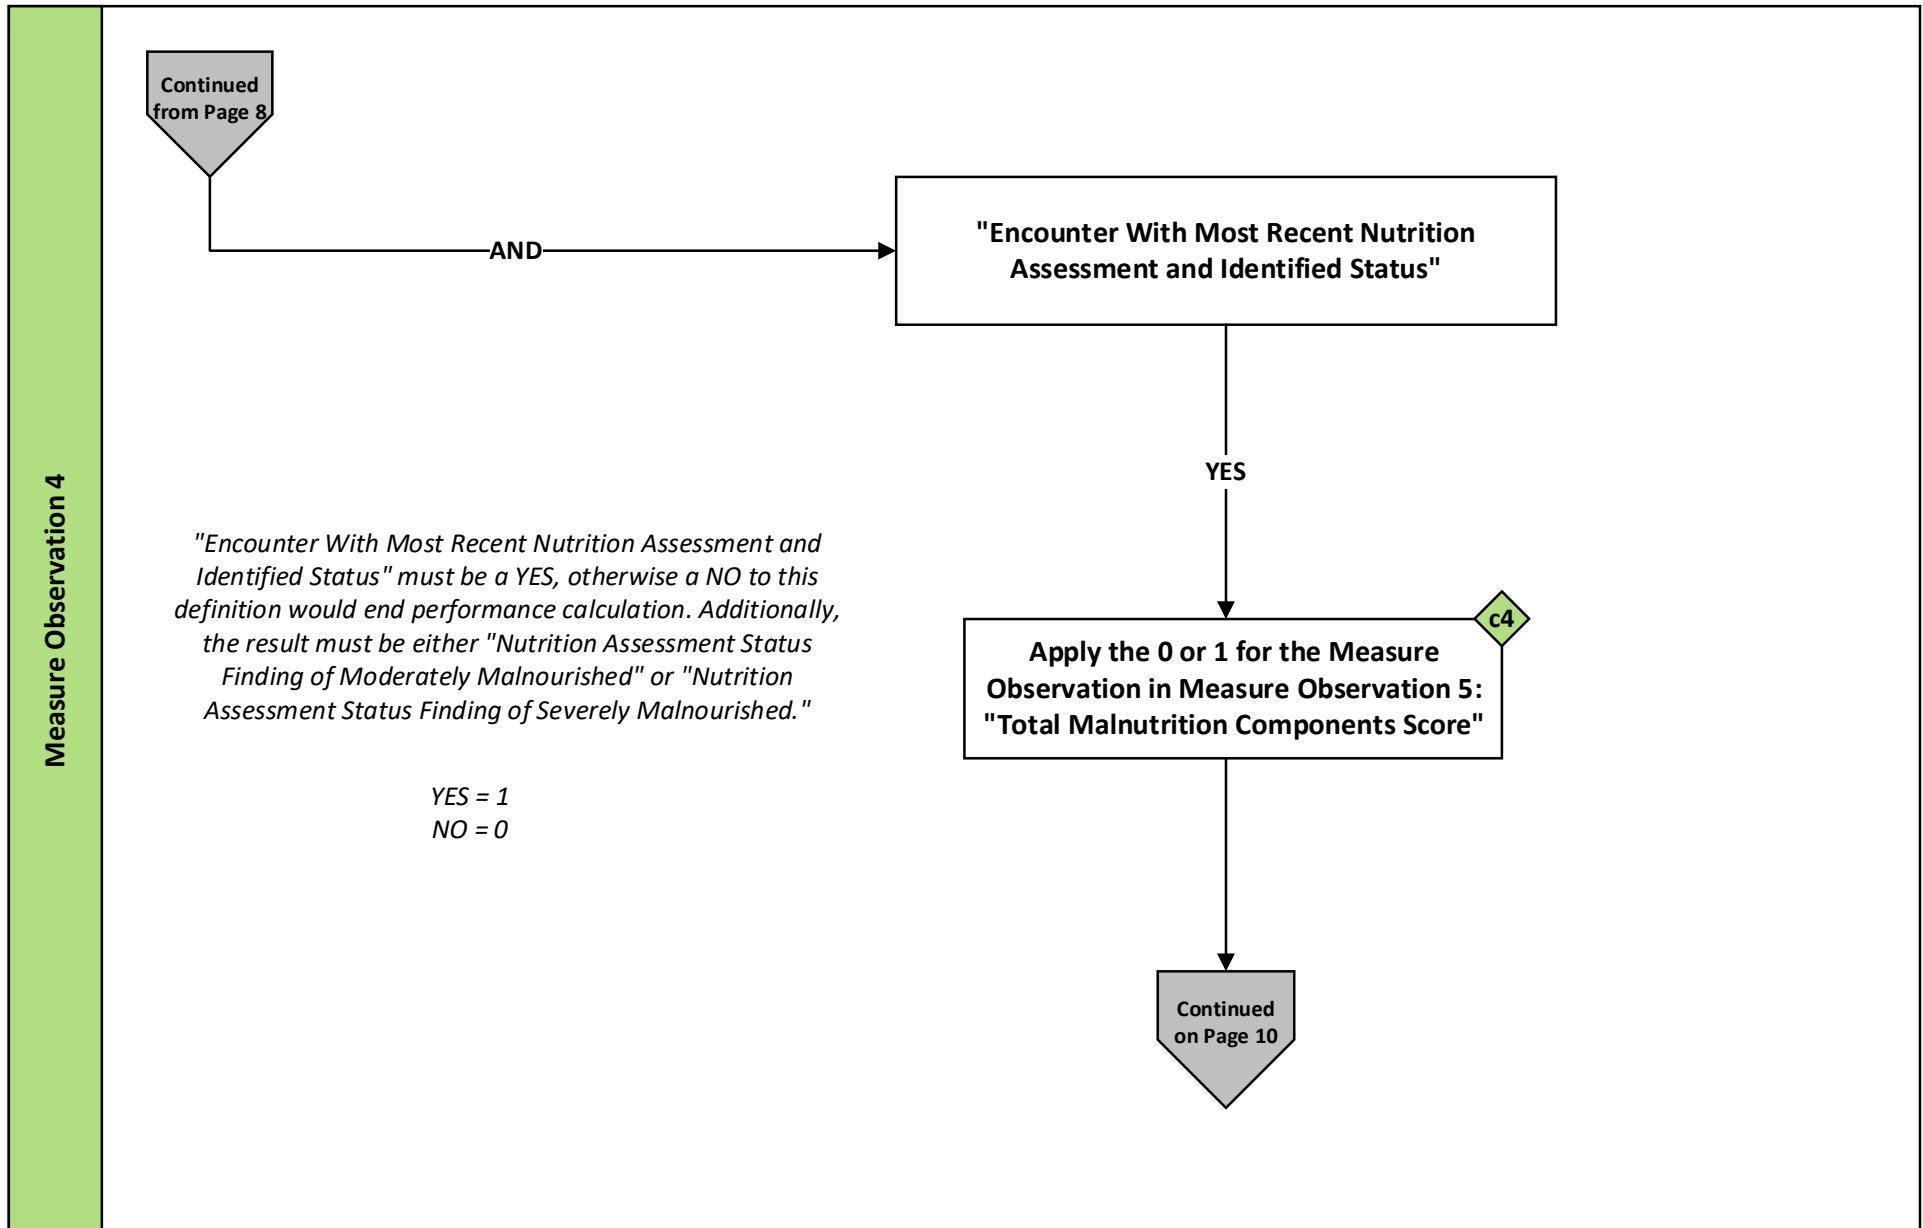 Measure Observation 4
Continued
from Page 8
AND
"Encounter With Most Recent Nutrition
Assessment and Identified Status"
YES
"Encounter With Most Recent Nutrition Assessment and
Identified Status" must be a YES, otherwise a NO to this
definition would end performance calculation. Additionally,
the result must be either "Nutrition Assessment Status
Finding of Moderately Malnourished" or "Nutrition
Assessment Status Finding of Severely Malnourished."
YES = 1
NO = 0
c4
Apply the 0 or 1 for the Measure
Observation in Measure Observation 5:
"Total Malnutrition Components Score"
Continued
on Page 10